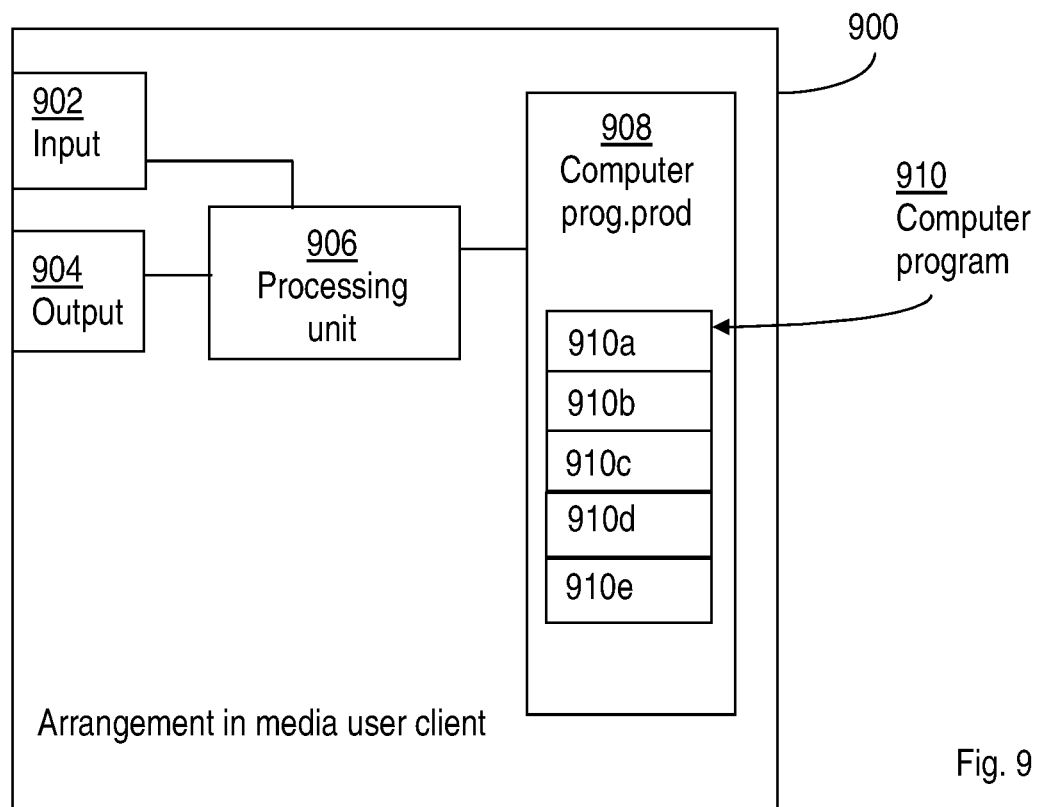 900
902
Input
904
Output
906
Processing
unit
908
Computer
prog.prod
910
Computer
program
910a
910b
910c
910d
910e
Arrangement in media user client
Fig. 9